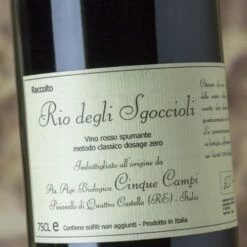 Raccolto
Rio degli Sgoccioli
Vino rosso spumante
metodo classico dosage zero
Imbottigliato all'origine da
Az. Agr. Biologica Cinque Campi
Puianello di Quattro Castella (RE) - Italia
75CL e Contiene solfiti non aggiunti - Prodotto in Italia